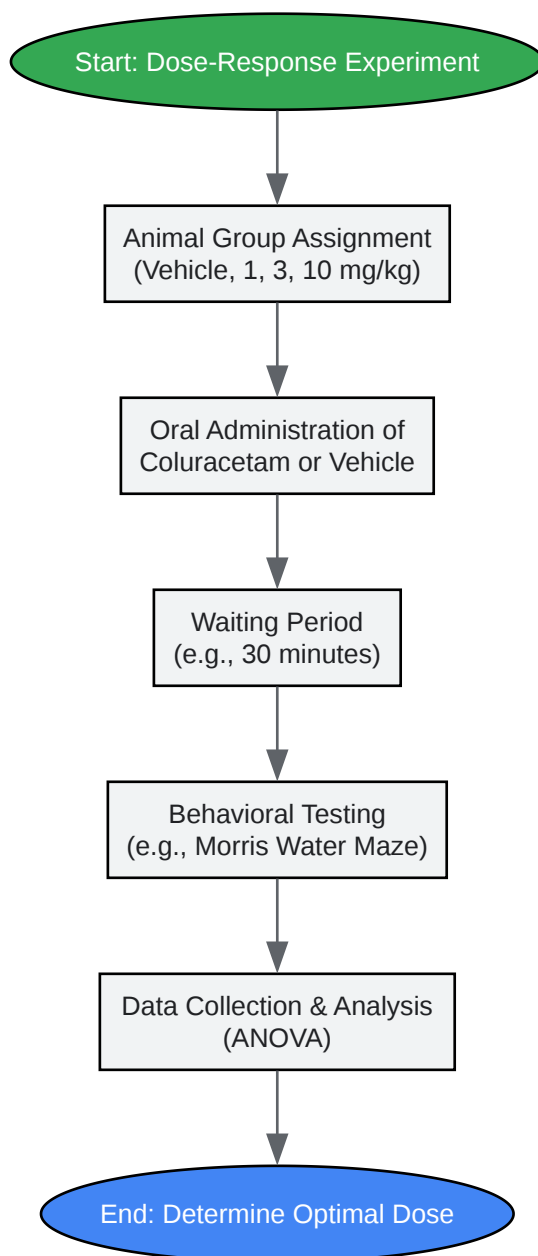 Start: Dose-Response Experiment
Animal Group Assignment
(Vehicle, 1, 3, 10 mg/kg)
Oral Administration of
Coluracetam or Vehicle
Waiting Period
(e.g., 30 minutes)
Behavioral Testing
(e.g., Morris Water Maze)
Data Collection & Analysis
(ANOVA)
End: Determine Optimal Dose